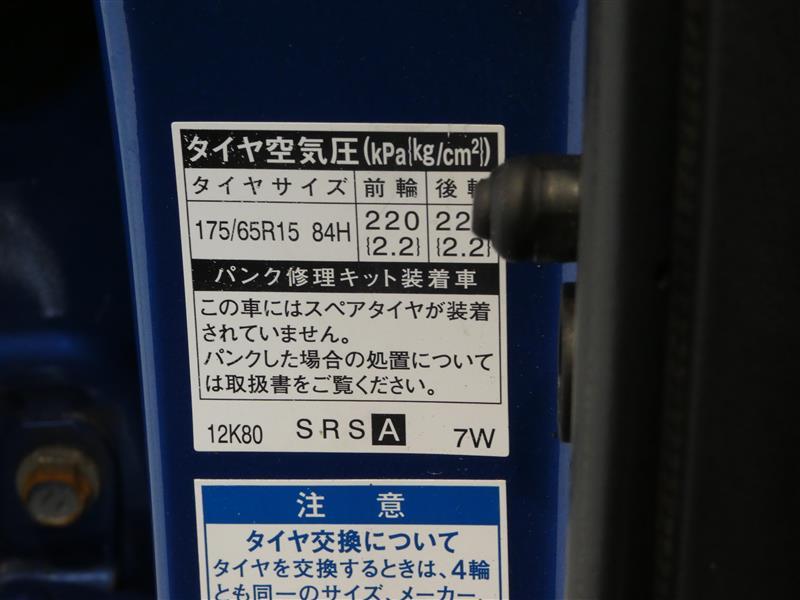 タイヤ空気圧(kPa{kg/cm²})
タイヤサイズ 前輪 後
175/65R15 84H 220 22
{2.2} {2.2}
パンク修理キット装着車
この車にはスペアタイヤが装着
されていません。
パンクした場合の処置について
は取扱書をご覧ください。
12K80 SRS A 7W
注意
タイヤ交換について
タイヤを交換するときは、4輪
とも同一のサイズ、メーカー、